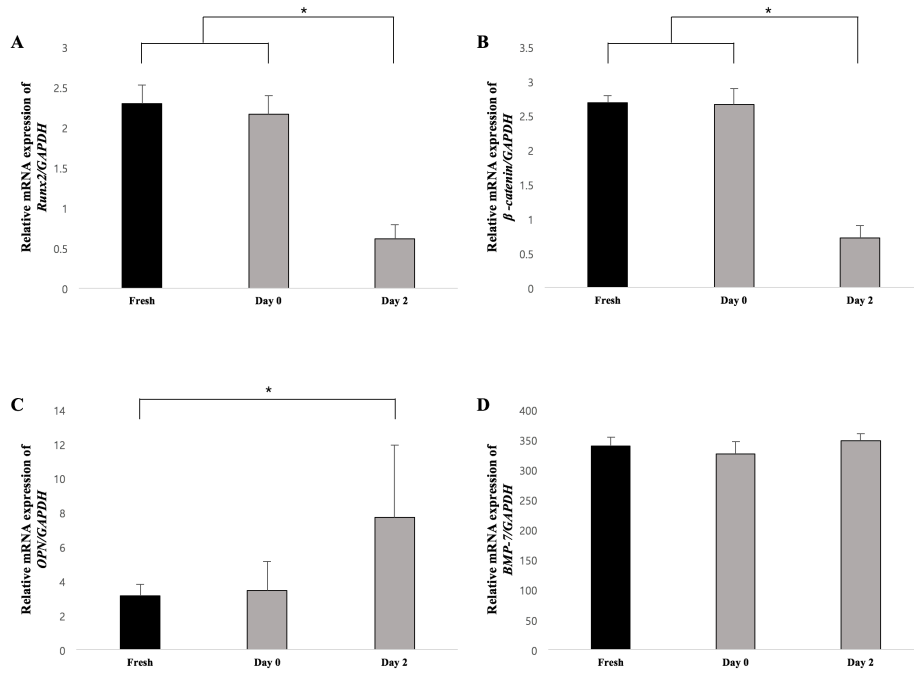 *
A
3
2.5
2
1.5
1
0.5
0
Relative mRNA expression of
Runx2/GAPDH
Fresh Day 0 Day 2
*
B
3.5
3
2.5
2
1.5
1
0.5
0
Relative mRNA expression of
β -catenin/GAPDH
Fresh Day 0 Day 2
*
C
14
12
10
8
6
4
2
0
Relative mRNA expression of
OPN/GAPDH
Fresh Day 0 Day 2
D
400
350
300
250
200
150
100
50
0
Relative mRNA expression of
BMP-7/GAPDH
Fresh Day 0 Day 2